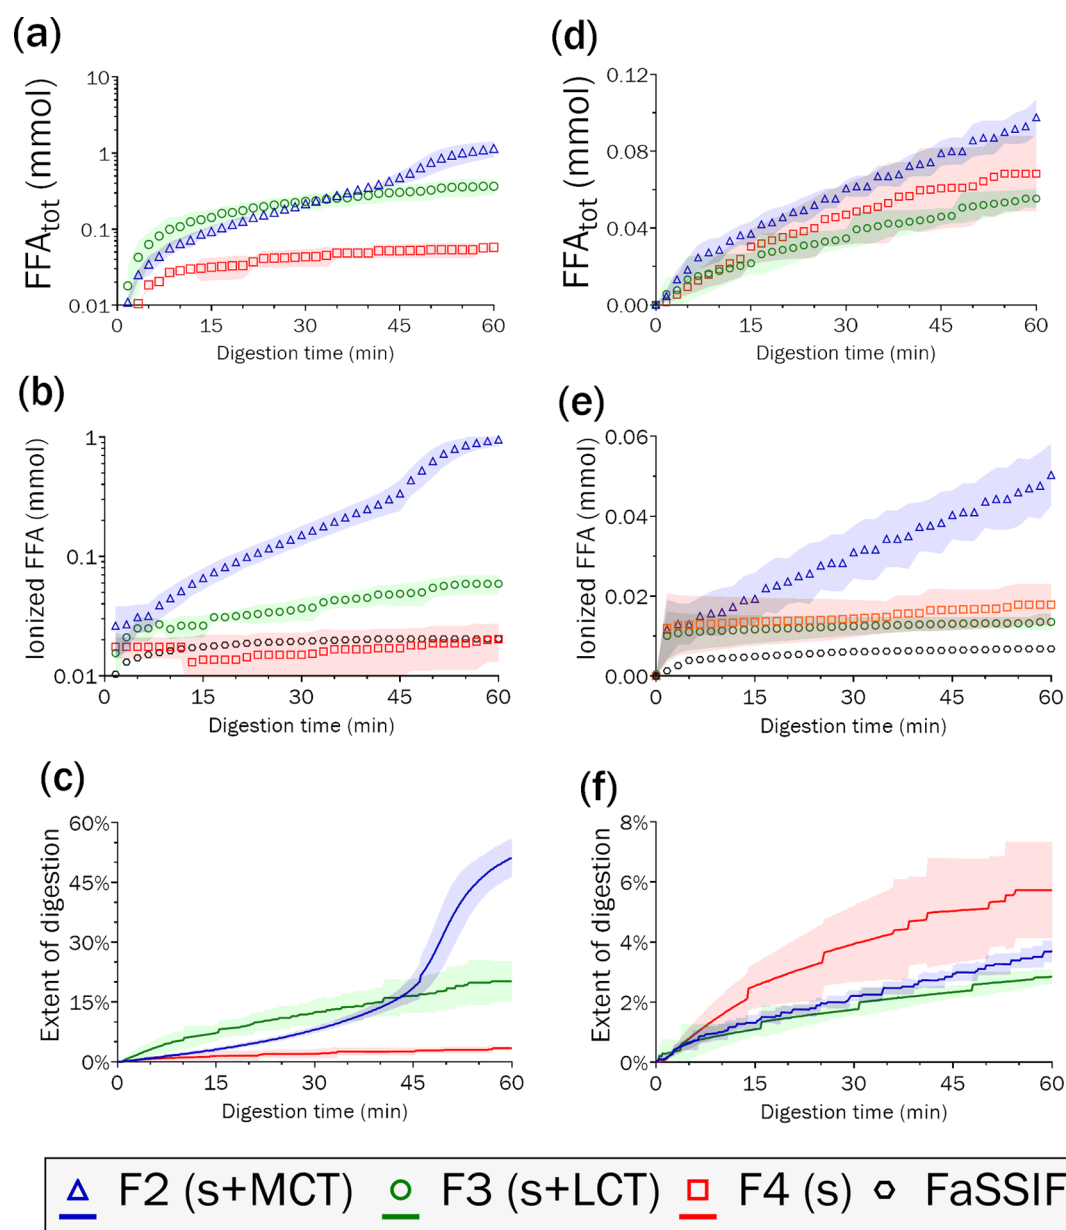 (a)
FFAtot (mmol)
10
1
0.1
0.01
0 15 30 45 60
Digestion time (min)
(d)
FFAtot (mmol)
0.12
0.08
0.04
0.00
0 15 30 45 60
Digestion time (min)
(b)
Ionized FFA (mmol)
1
0.1
0.01
0 15 30 45 60
Digestion time (min)
(e)
Ionized FFA (mmol)
0.06
0.04
0.02
0.00
0 15 30 45 60
Digestion time (min)
(c)
Extent of digestion
60%
45%
30%
15%
0%
0 15 30 45 60
Digestion time (min)
(f)
Extent of digestion
8%
6%
4%
2%
0%
0 15 30 45 60
Digestion time (min)
F2 (s+MCT) F3 (s+LCT) F4 (s) FaSSIF